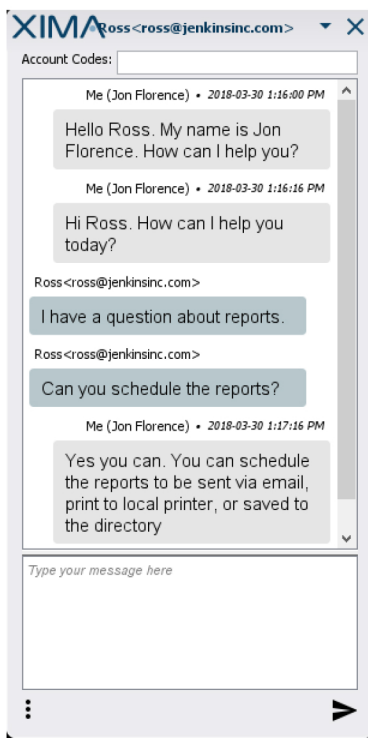 XIMA Ross<ross@jenkinsinc.com>
Account Codes:
Me (Jon Florence) • 2018-03-30 1:16:00 PM
Hello Ross. My name is Jon
Florence. How can I help you?
Me (Jon Florence) • 2018-03-30 1:16:16 PM
Hi Ross. How can I help you
today?
Ross<ross@jenkinsinc.com>
I have a question about reports.
Ross<ross@jenkinsinc.com>
Can you schedule the reports?
Me (Jon Florence) • 2018-03-30 1:17:16 PM
Yes you can. You can schedule
the reports to be sent via email,
print to local printer, or saved to
the directory
Type your message here